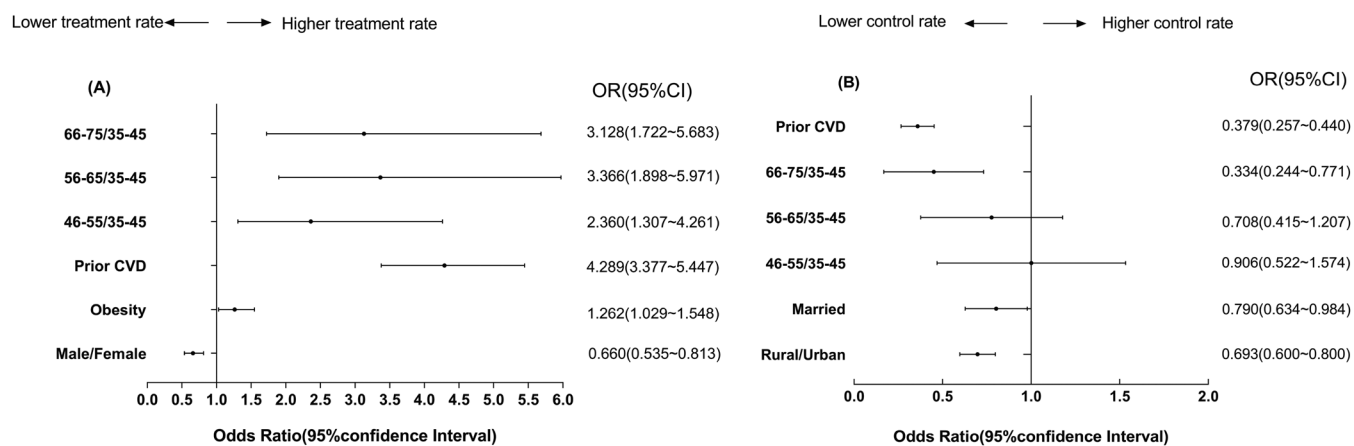 Lower treatment rate
Higher treatment rate
(A)
OR(95%CI)
66-75/35-45
3.128(1.722~5.683)
56-65/35-45
3.366(1.898~5.971)
46-55/35-45
2.360(1.307~4.261)
Prior CVD
4.289(3.377~5.447)
Obesity
1.262(1.029~1.548)
Male/Female
0.660(0.535~0.813)
0.0 0.5 1.0 1.5 2.0 2.5 3.0 3.5 4.0 4.5 5.0 5.5 6.0
Odds Ratio(95%confidence Interval)
Lower control rate
Higher control rate
(B)
OR(95%CI)
Prior CVD
0.379(0.257~0.440)
66-75/35-45
0.334(0.244~0.771)
56-65/35-45
0.708(0.415~1.207)
46-55/35-45
0.906(0.522~1.574)
Married
0.790(0.634~0.984)
Rural/Urban
0.693(0.600~0.800)
0.0 0.5 1.0 1.5 2.0
Odds Ratio(95%confidence Interval)